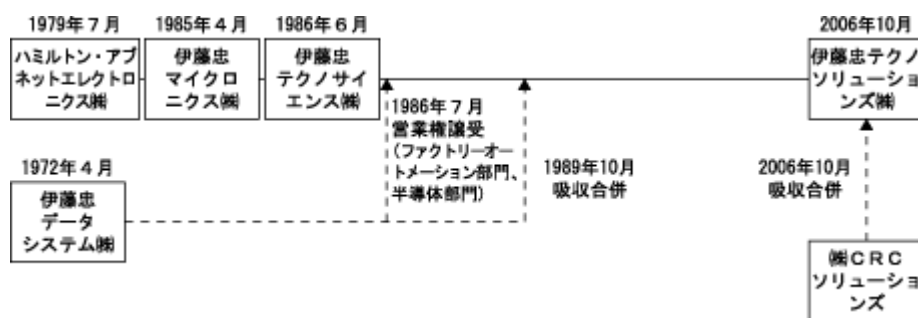 1979年７月
ハミルトン・アブ
ネットエレクトロ
ニクス㈱
1985年４月
伊藤忠
マイクロ
ニクス㈱
1986年６月
伊藤忠
テクノサイ
エンス㈱
2006年10月
伊藤忠テクノ
ソリューショ
ンズ㈱
1986年７月
営業権譲受
(ファクトリーオー
トメーション部門、
半導体部門)
1989年10月
吸収合併
2006年10月
吸収合併
1972年４月
伊藤忠
データ
システム㈱
㈱ＣＲＣ
ソリューショ
ンズ